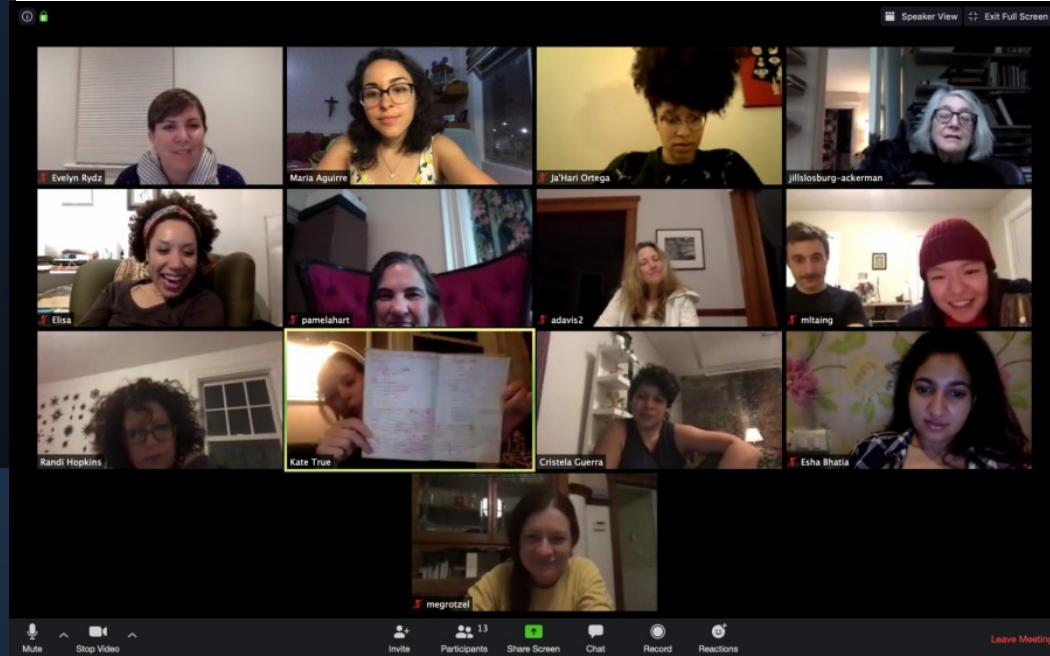 Speaker View
Exit Full Screen
Evelyn Rydz
Maria Aguirre
Ja'Hari Ortega
jillslosburg-ackerman
Elisa
pamelahart
adavis2
mltaing
Randi Hopkins
Kate True
Cristela Guerra
Esha Bhatia
megrotzel
Mute
Stop Video
Invite
Participants
13
Share Screen
Chat
Record
Reactions
Leave Meeting